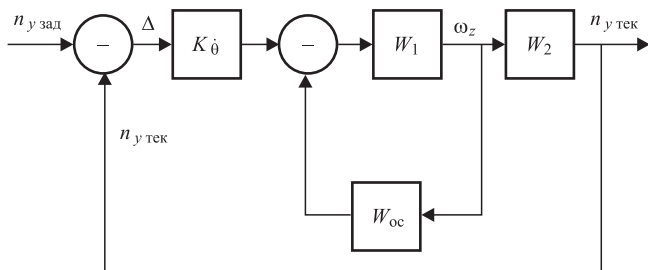 n y зад
–
Δ
K θ̇
–
W1
ωz
W2
n y тек
n y тек
Wос